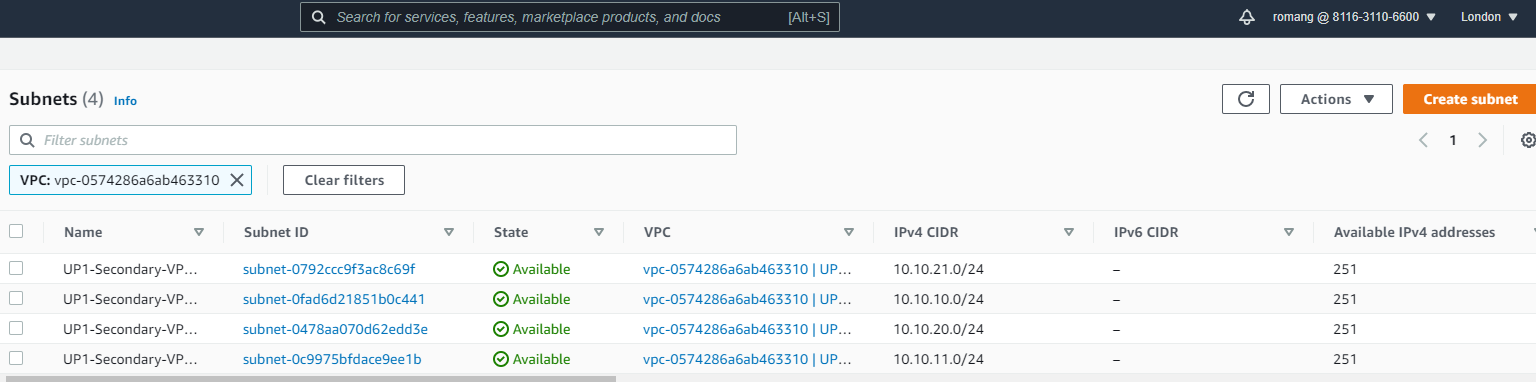 Search for services, features, marketplace products, and docs [Alt+S] romang @ 8116-3110-6600 London
Subnets (4) Info Actions Create subnet
Filter subnets 1
VPC: vpc-0574286a6ab463310 Clear filters
Name Subnet ID State VPC IPv4 CIDR IPv6 CIDR Available IPv4 addresses
UP1-Secondary-VP... subnet-0792ccc9f3ac8c69f Available vpc-0574286a6ab463310 | UP... 10.10.21.0/24 – 251
UP1-Secondary-VP... subnet-0fad6d21851b0c441 Available vpc-0574286a6ab463310 | UP... 10.10.10.0/24 – 251
UP1-Secondary-VP... subnet-0478aa070d62edd3e Available vpc-0574286a6ab463310 | UP... 10.10.20.0/24 – 251
UP1-Secondary-VP... subnet-0c9975bfdace9ee1b Available vpc-0574286a6ab463310 | UP... 10.10.11.0/24 – 251